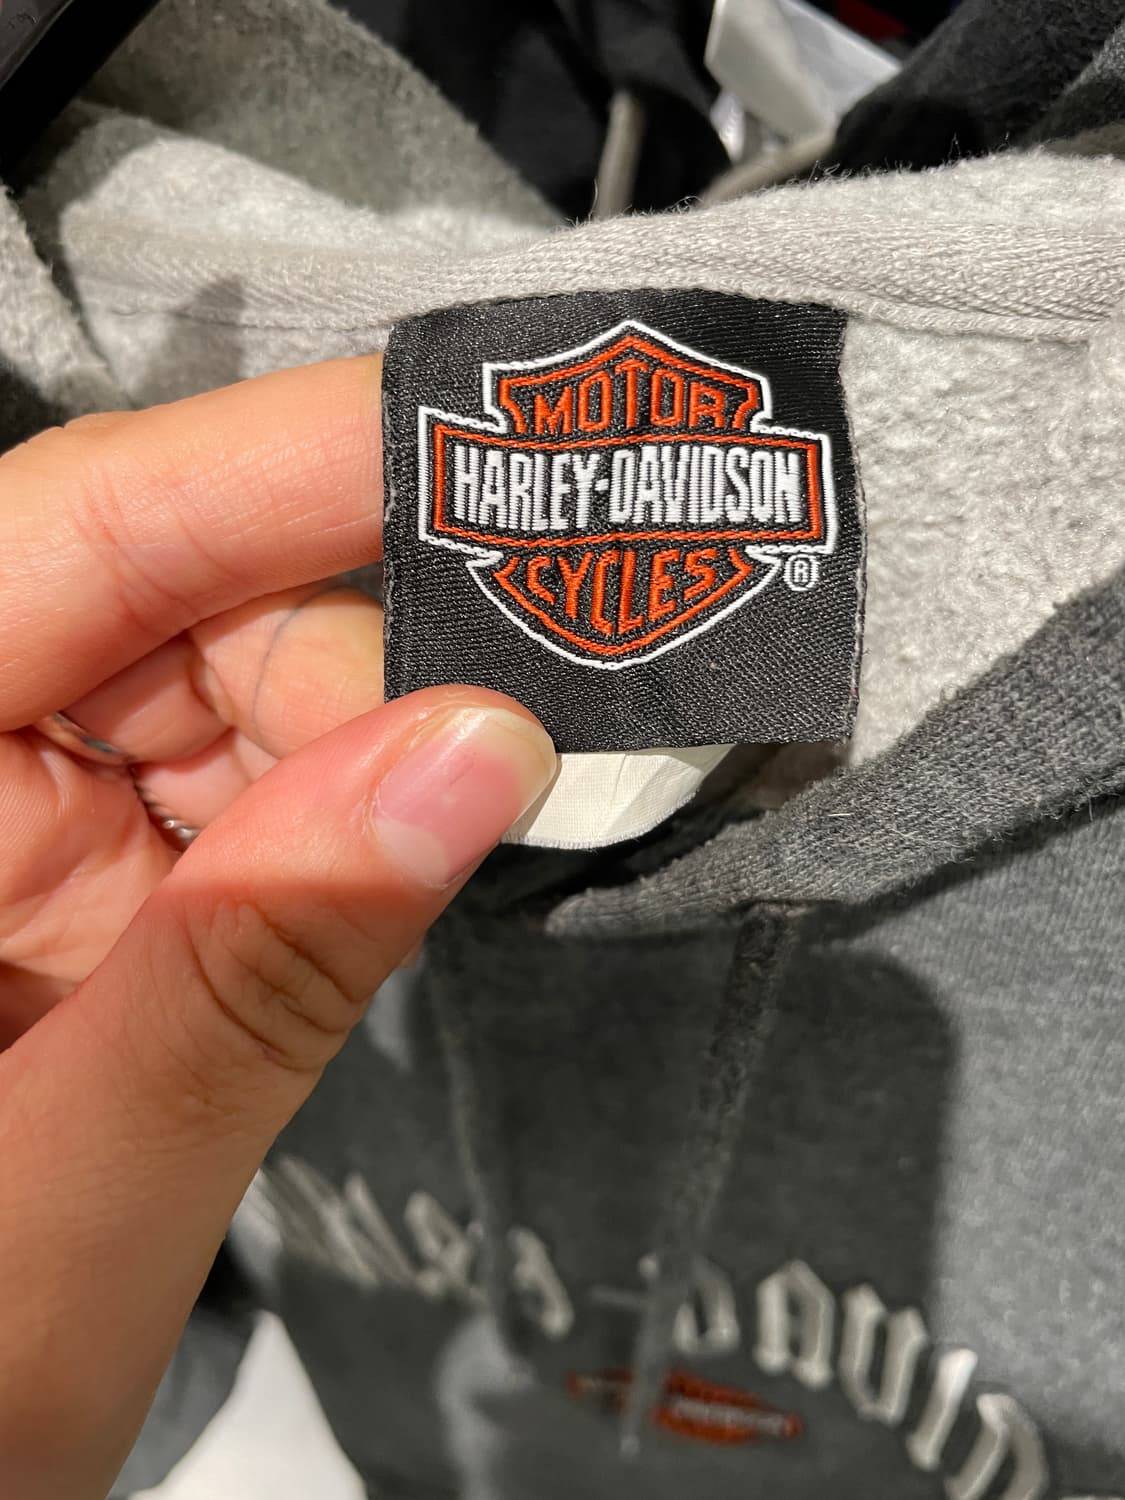 MOTOR
HARLEY-DAVIDSON
CYCLES
®